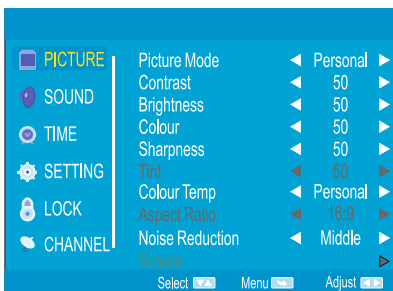 PICTURE
SOUND
TIME
SETTING
LOCK
CHANNEL
Picture Mode Personal
Contrast 50
Brightness 50
Colour 50
Sharpness 50
Tint 50
Colour Temp Personal
Aspect Ratio 16:9
Noise Reduction Middle
Screen
Select Menu Adjust